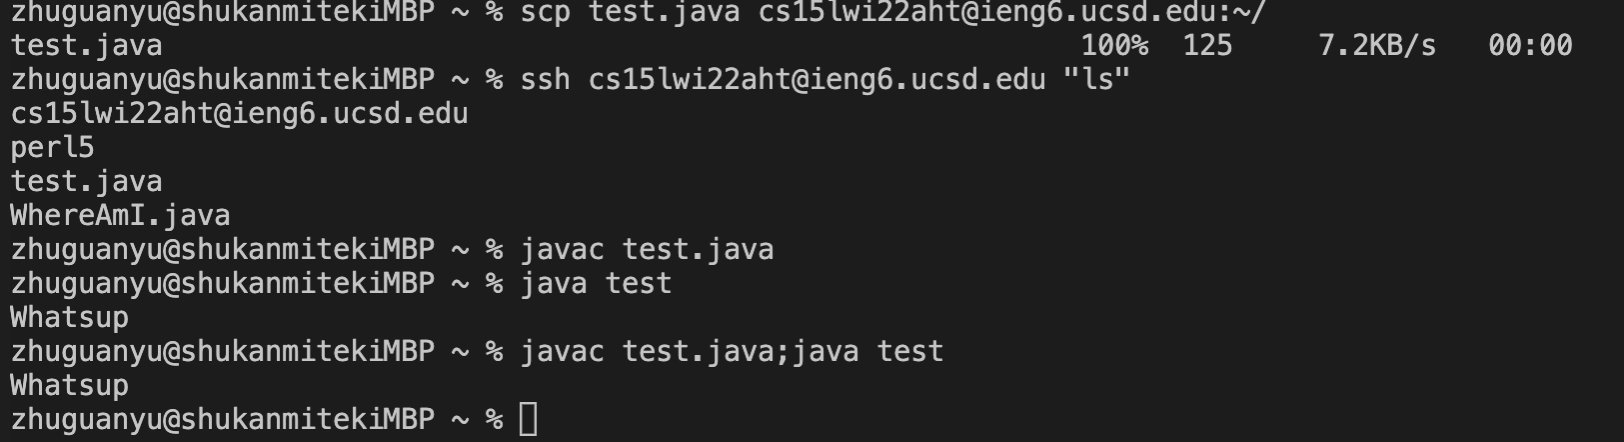 zhuguanyu@shukanmitekiMBP ~ % scp test.java cs15lwi22aht@ieng6.ucsd.edu:~/
test.java 100% 125 7.2KB/s 00:00
zhuguanyu@shukanmitekiMBP ~ % ssh cs15lwi22aht@ieng6.ucsd.edu "ls"
cs15lwi22aht@ieng6.ucsd.edu
perl5
test.java
WhereAmI.java
zhuguanyu@shukanmitekiMBP ~ % javac test.java
zhuguanyu@shukanmitekiMBP ~ % java test
Whatsup
zhuguanyu@shukanmitekiMBP ~ % javac test.java;java test
Whatsup
zhuguanyu@shukanmitekiMBP ~ %